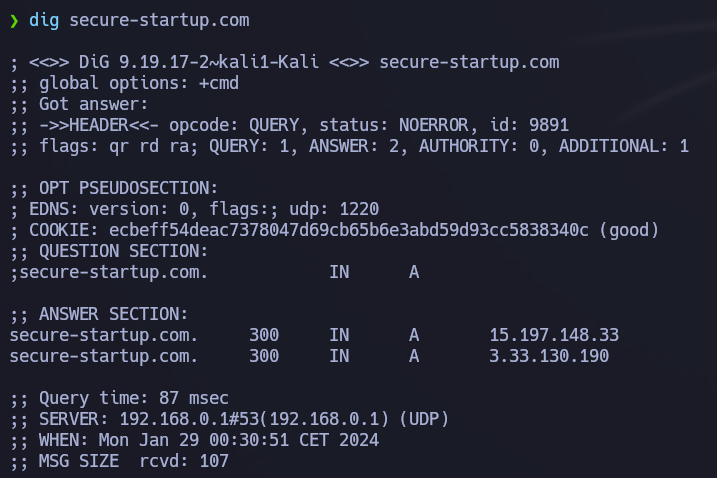 ❯ dig secure-startup.com
; <<>> DiG 9.19.17-2~kali1-Kali <<>> secure-startup.com
;; global options: +cmd
;; Got answer:
;; ->>HEADER<<- opcode: QUERY, status: NOERROR, id: 9891
;; flags: qr rd ra; QUERY: 1, ANSWER: 2, AUTHORITY: 0, ADDITIONAL: 1
;; OPT PSEUDOSECTION:
; EDNS: version: 0, flags:; udp: 1220
; COOKIE: ecbeff54deac7378047d69cb65b6e3abd59d93cc5838340c (good)
;; QUESTION SECTION:
;secure-startup.com. IN A
;; ANSWER SECTION:
secure-startup.com. 300 IN A 15.197.148.33
secure-startup.com. 300 IN A 3.33.130.190
;; Query time: 87 msec
;; SERVER: 192.168.0.1#53(192.168.0.1) (UDP)
;; WHEN: Mon Jan 29 00:30:51 CET 2024
;; MSG SIZE rcvd: 107